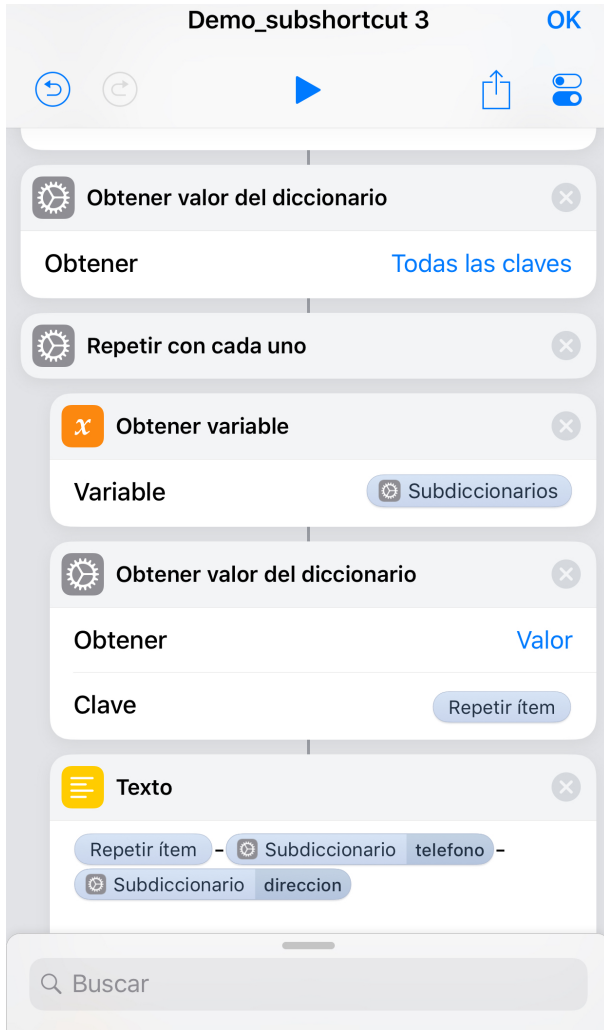 Demo_subshortcut 3 OK
Obtener valor del diccionario
Obtener Todas las claves
Repetir con cada uno
x Obtener variable
Variable Subdiccionarios
Obtener valor del diccionario
Obtener Valor
Clave Repetir ítem
Texto
Repetir ítem - Subdiccionario telefono -
Subdiccionario direccion
Buscar